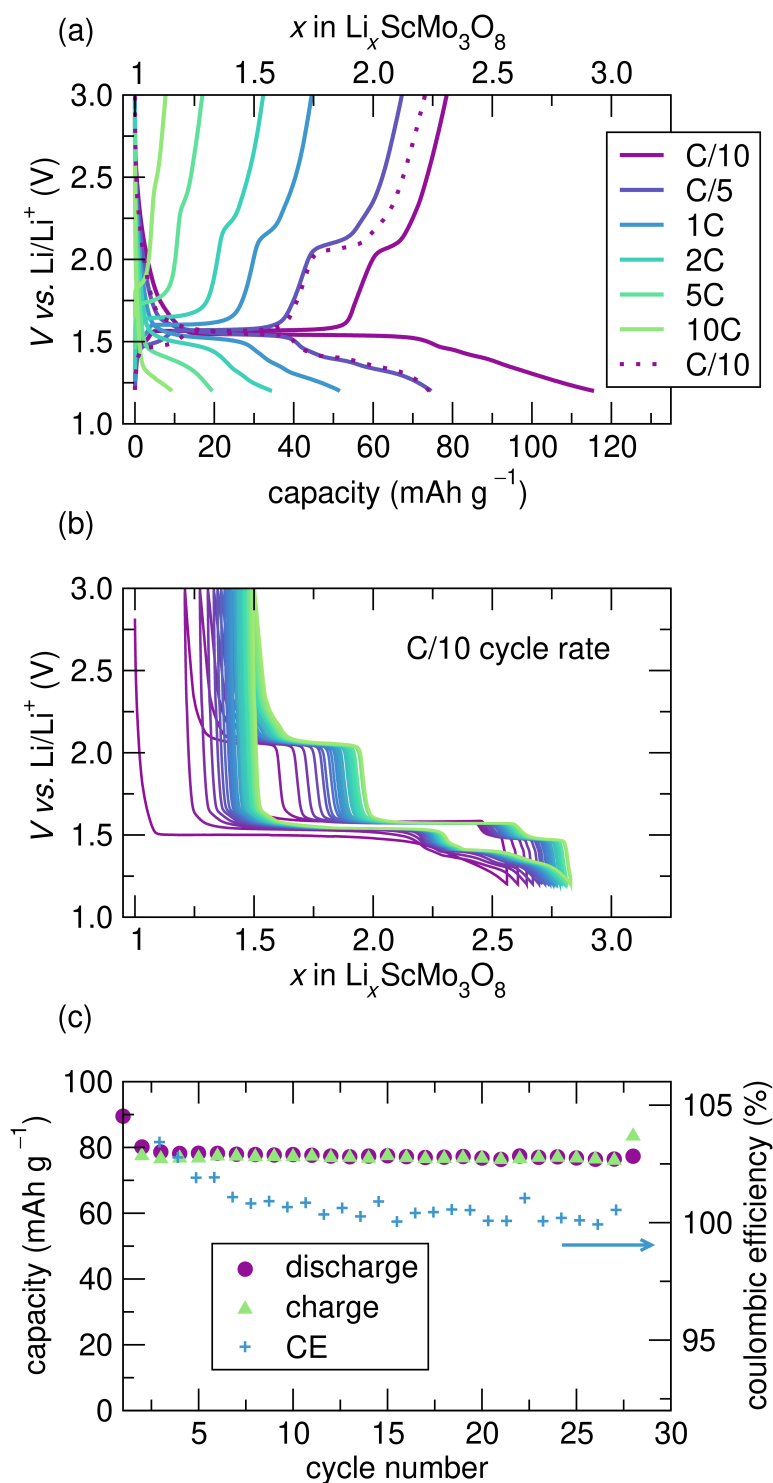 (a)
x in LiₓScMo₃O₈
1 1.5 2.0 2.5 3.0
3.0
2.5
2.0
1.5
1.0
V vs. Li/Li⁺ (V)
C/10
C/5
1C
2C
5C
10C
C/10
0 20 40 60 80 100 120
capacity (mAh g⁻¹)
(b)
3.0
2.5
2.0
1.5
1.0
V vs. Li/Li⁺ (V)
C/10 cycle rate
1 1.5 2.0 2.5 3.0
x in LiₓScMo₃O₈
(c)
100
80
60
40
20
0
capacity (mAh g⁻¹)
discharge
charge
CE
105
100
95
coulombic efficiency (%)
5 10 15 20 25 30
cycle number